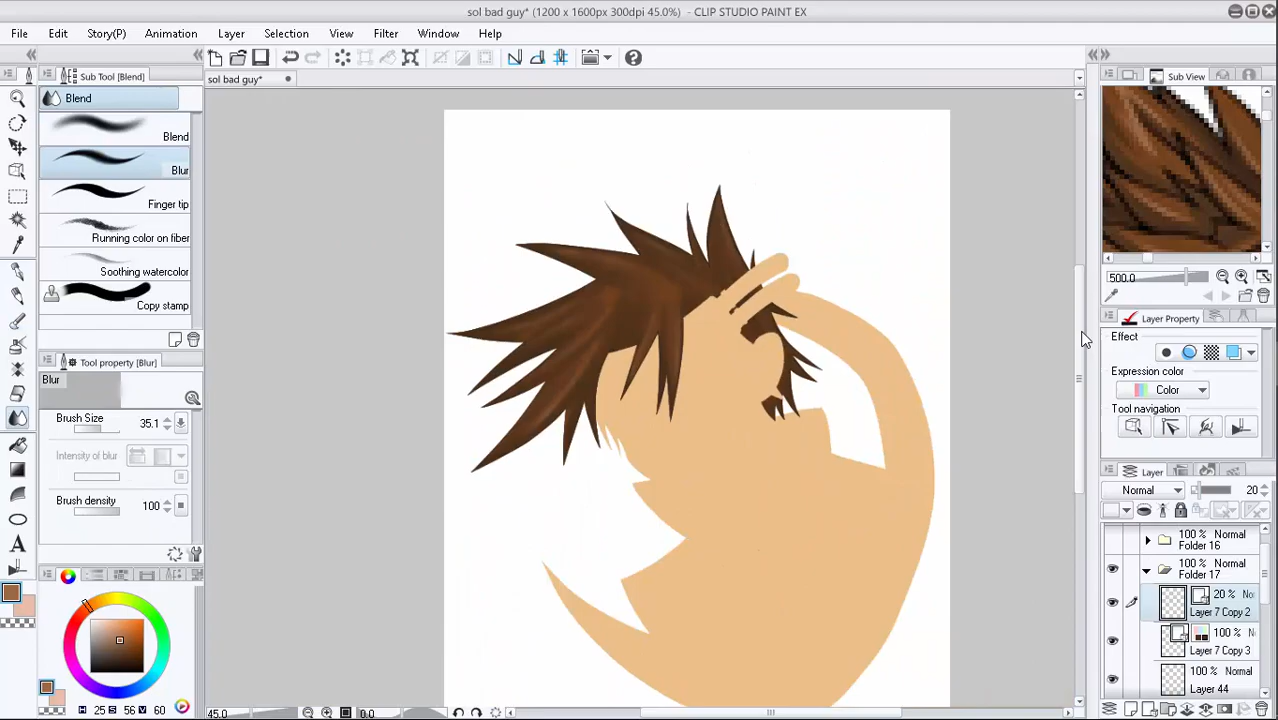 sol bad guy* (1200 x 1600px 300dpi 45.0%) - CLIP STUDIO PAINT EX
File Edit Story(P) Animation Layer Selection View Filter Window Help
Sub Tool [Blend]
sol bad guy*
Sub View
Blend
Blend
Blur
Finger tip
Running color on fiber
Soothing watercolor
Copy stamp
500.0
Layer Property
Effect
Expression color
Color
Tool navigation
Tool property [Blur]
Blur
Brush Size 35.1
Intensity of blur
Brush density 100
Layer
Normal 20
100 % Normal
Folder 16
100 % Normal
Folder 17
20 % No
Layer 7 Copy 2
100 % No
Layer 7 Copy 3
100 % Normal
Layer 44
H 25 S 56 V 60
45.0 0.0